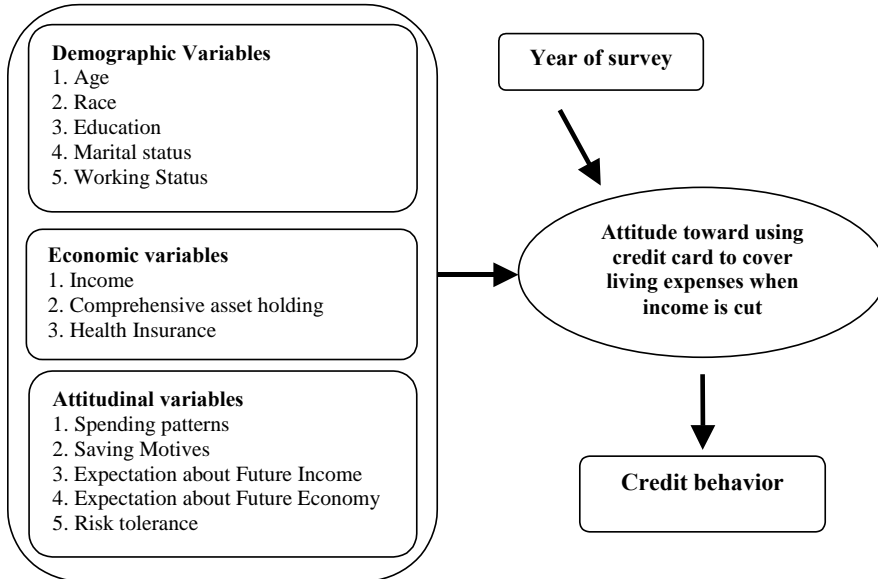 Demographic Variables
1. Age
2. Race
3. Education
4. Marital status
5. Working Status
Economic variables
1. Income
2. Comprehensive asset holding
3. Health Insurance
Attitudinal variables
1. Spending patterns
2. Saving Motives
3. Expectation about Future Income
4. Expectation about Future Economy
5. Risk tolerance
Year of survey
Attitude toward using
credit card to cover
living expenses when
income is cut
Credit behavior